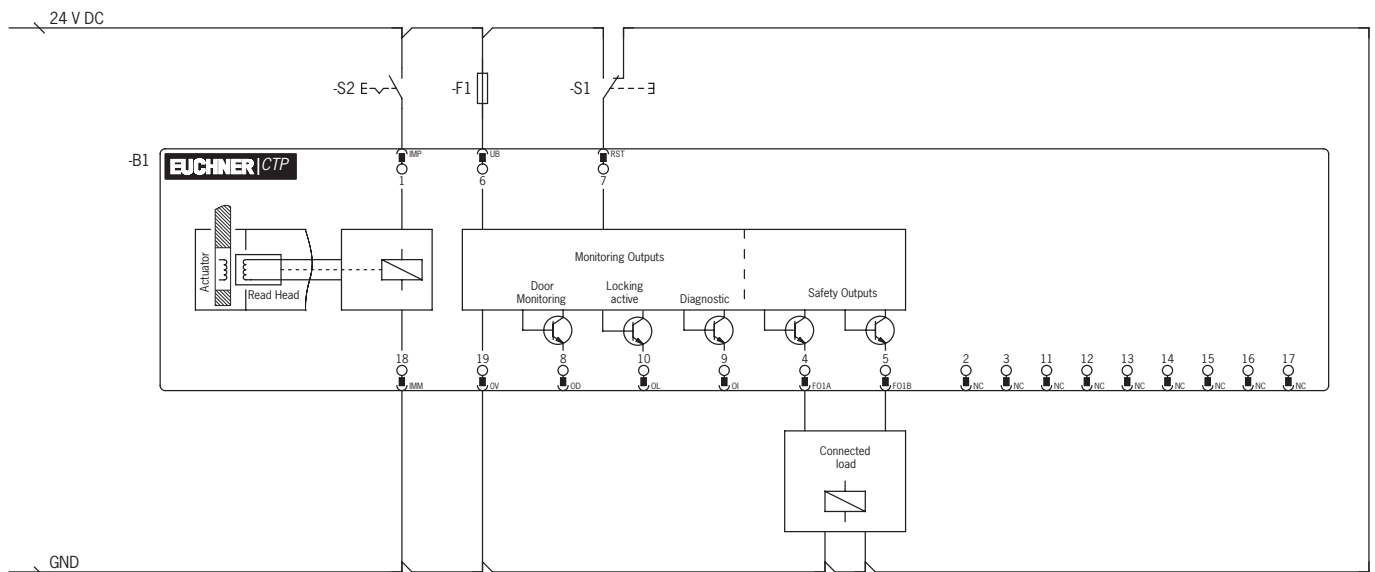 24 V DC
-S2
-F1
-S1
-B1
EUCHNER CTP
IMP
UB
RST
1
6
7
Actuator
Read Head
Monitoring Outputs
Door
Monitoring
Locking
active
Diagnostic
Safety Outputs
18
19
8
10
9
4
5
2
3
11
12
13
14
15
16
17
IMM
0V
OD
OL
OI
FO1A
FO1B
NC
NC
NC
NC
NC
NC
NC
NC
NC
Connected
load
GND